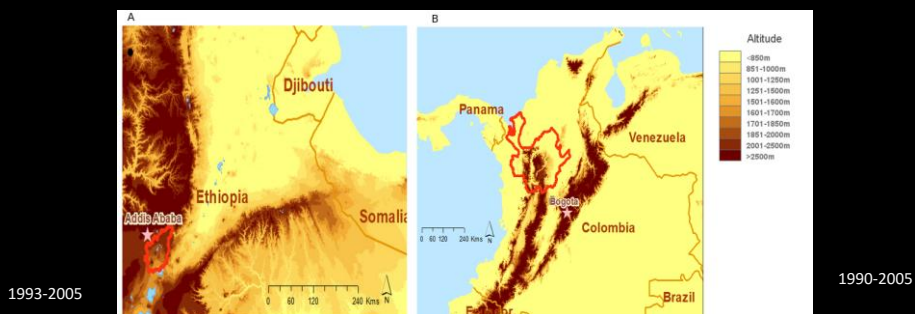 A
B
Altitude
<850m
851-1000m
1001-1250m
1251-1500m
1501-1600m
1601-1700m
1701-1850m
1851-2000m
2001-2500m
>2500m
Djibouti
Ethiopia
Addis Ababa
Somalia
0 60 120 240 Kms
N
Panama
Venezuela
Bogota
Colombia
0 60 120 240 Km
N
Brazil
Ecuador
1993-2005
1990-2005